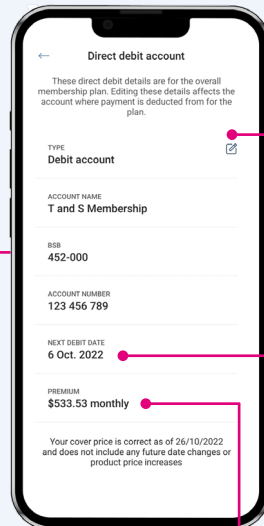 Direct debit account
These direct debit details are for the overall
membership plan. Editing these details affects the
account where payment is deducted from for the
plan.
TYPE
Debit account
ACCOUNT NAME
T and S Membership
BSB
452-000
ACCOUNT NUMBER
123 456 789
NEXT DEBIT DATE
6 Oct. 2022
PREMIUM
$533.53 monthly
Your cover price is correct as of 26/10/2022
and does not include any future date changes or
product price increases